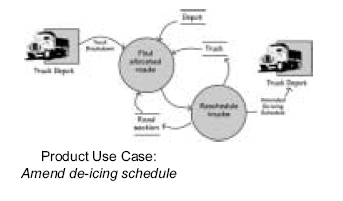 Depot
Truck
Breakdown
Find
allocated
roads
Truck
Truck Depot
Truck Depot
Road
section
Reschedule
trucks
Amended
De-icing
Schedule
Product Use Case:
Amend de-icing schedule